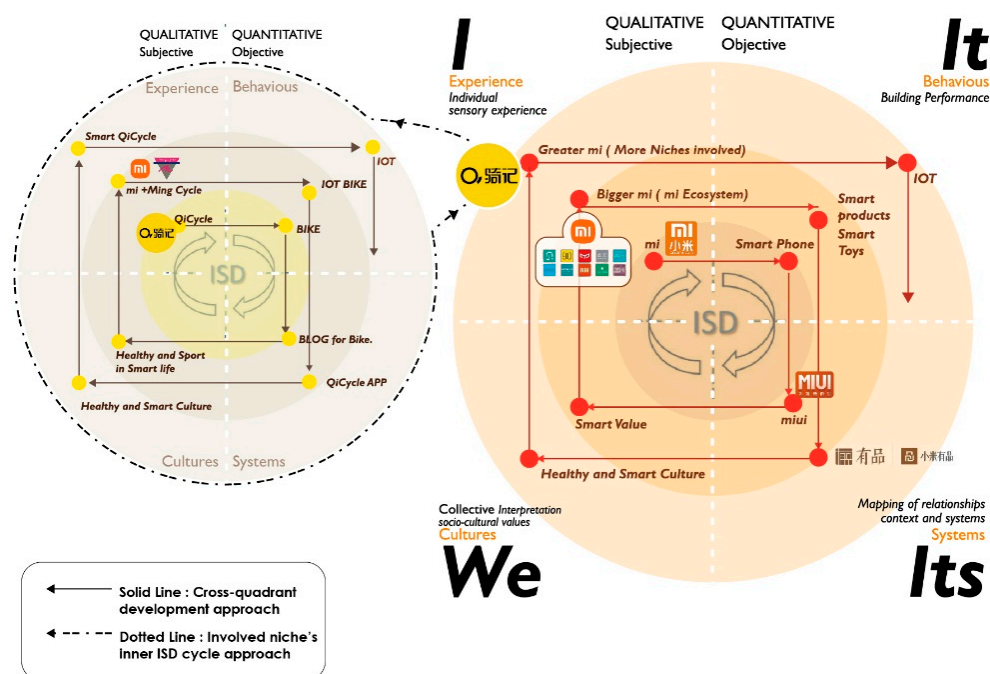 QUALITATIVE
Subjective
QUANTITATIVE
Objective
Experience
Behavious
Smart QiCycle
IOT
mi +Ming Cycle
IOT BIKE
QiCycle
骑记
BIKE
ISD
BLOG for Bike.
Healthy and Sport
in Smart life
QiCycle APP
Healthy and Smart Culture
Cultures
Systems
Solid Line : Cross-quadrant
development approach
Dotted Line : Involved niche's
inner ISD cycle approach
骑记
QUALITATIVE
Subjective
QUANTITATIVE
Objective
I
Experience
Individual
sensory experience
It
Behavious
Building Performance
Greater mi ( More Niches involved)
IOT
Bigger mi ( mi Ecosystem)
Smart
products
Smart
Toys
mi
小米
Smart Phone
ISD
MIUI
miui
Smart Value
Healthy and Smart Culture
有品
小米有品
Collective Interpretation
socio-cultural values
Cultures
We
Mapping of relationships
context and systems
Systems
Its